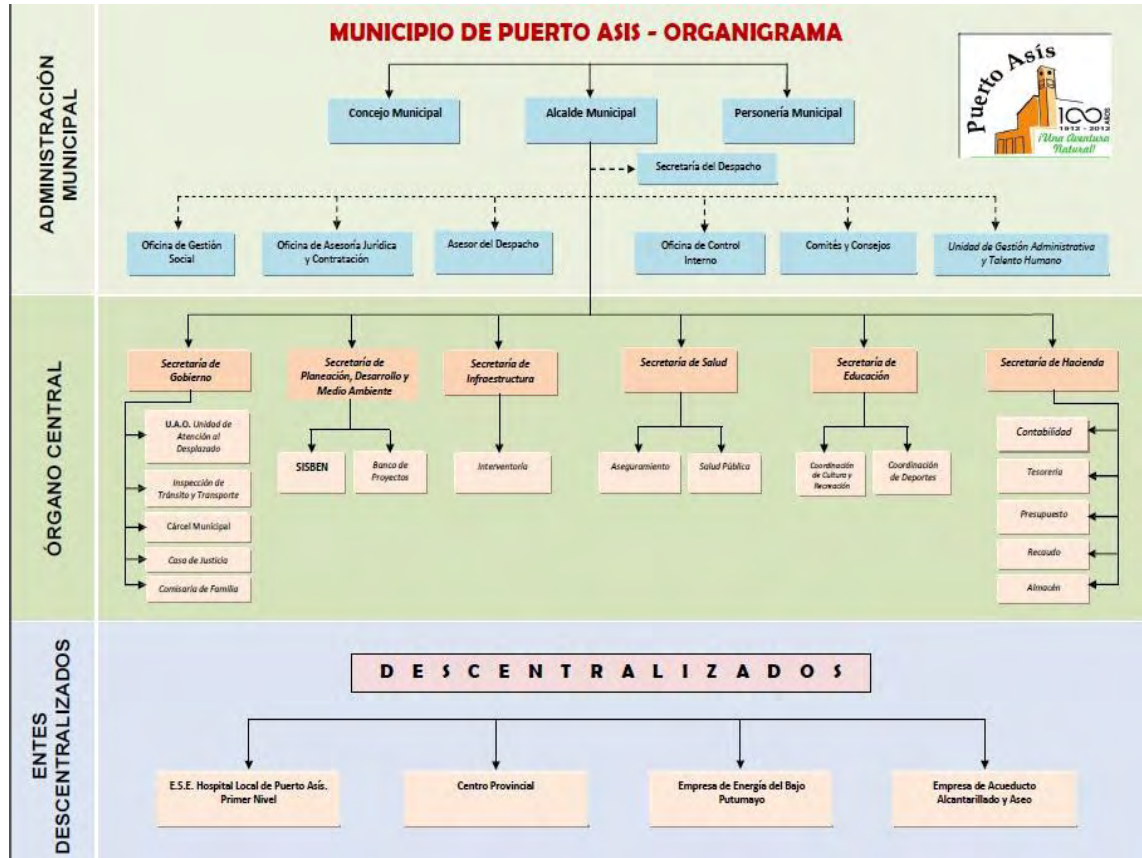 MUNICIPIO DE PUERTO ASIS - ORGANIGRAMA
Puerto Asís
100 AÑOS
1912 - 2012
¡Una Aventura
Natural!
ADMINISTRACIÓN
MUNICIPAL
Concejo Municipal
Alcalde Municipal
Personería Municipal
Secretaría del Despacho
Oficina de Gestión
Social
Oficina de Asesoría Jurídica
y Contratación
Asesor del Despacho
Oficina de Control
Interno
Comités y Consejos
Unidad de Gestión Administrativa
y Talento Humano
ÓRGANO CENTRAL
Secretaría de
Gobierno
Secretaría de
Planeación, Desarrollo y
Medio Ambiente
Secretaría de
Infraestructura
Secretaría de Salud
Secretaría de
Educación
Secretaría de Hacienda
U.A.O. Unidad de
Atención al
Desplazado
Inspección de
Tránsito y Transporte
Cárcel Municipal
Casa de Justicia
Comisaría de Familia
SISBEN
Banco de
Proyectos
Interventoría
Aseguramiento
Salud Pública
Coordinación
de Cultura y
Recreación
Coordinación
de Deportes
Contabilidad
Tesorería
Presupuesto
Recaudo
Almacén
ENTES
DESCENTRALIZADOS
DESCENTRALIZADOS
E.S.E. Hospital Local de Puerto Asís.
Primer Nivel
Centro Provincial
Empresa de Energía del Bajo
Putumayo
Empresa de Acueducto
Alcantarillado y Aseo